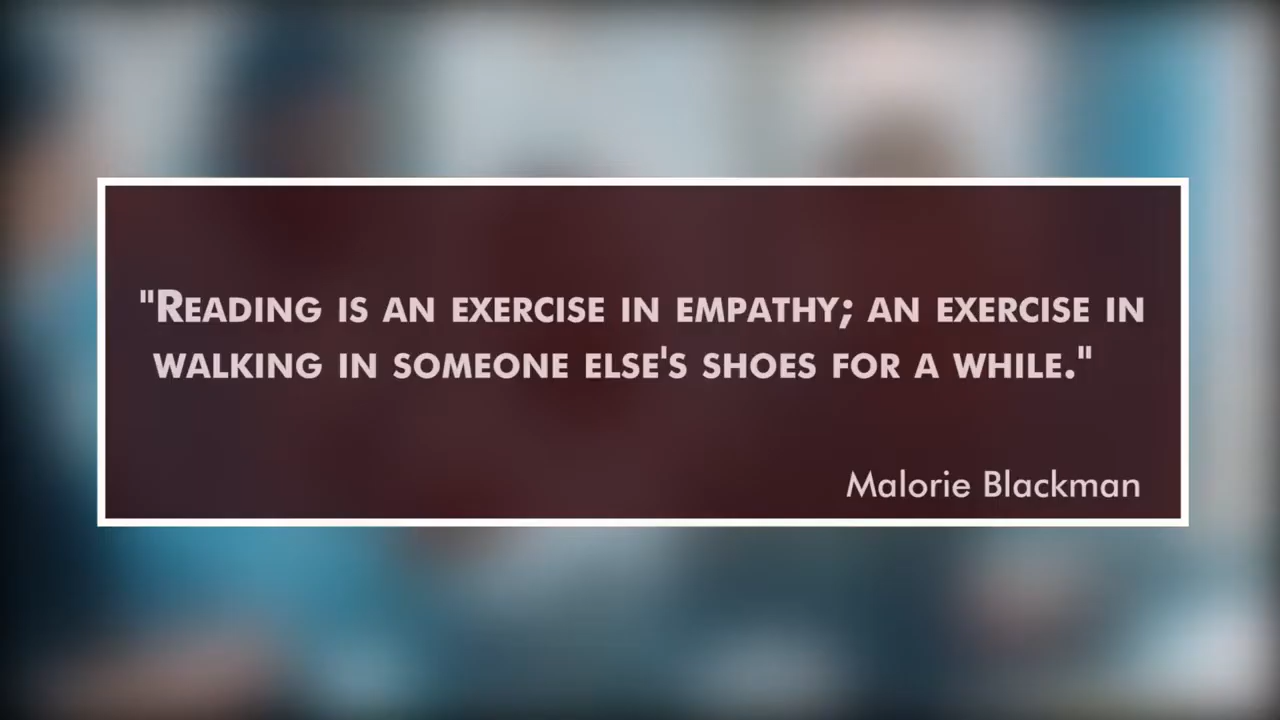 "Reading is an exercise in empathy; an exercise in
walking in someone else's shoes for a while."
Malorie Blackman